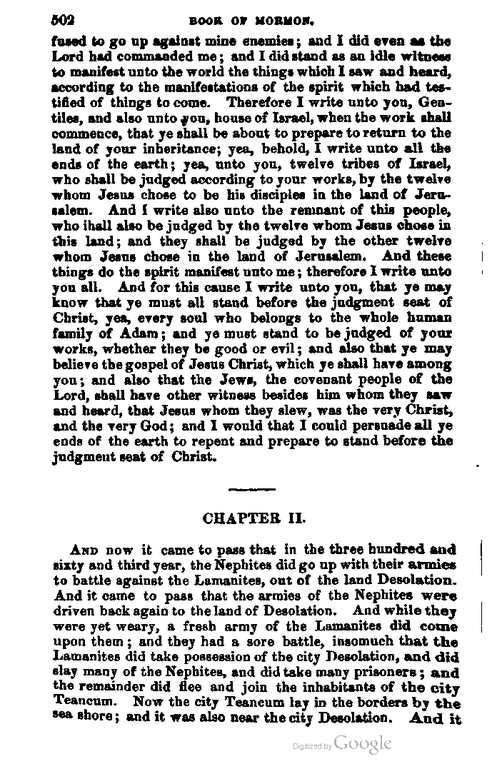 502 BOOK OF MORMON.
fused to go up against mine enemies; and I did even as the
Lord had commanded me; and I did stand as an idle witness
to manifest unto the world the things which I saw and heard,
according to the manifestations of the spirit which had tes-
tified of things to come. Therefore I write unto you, Gen-
tiles, and also unto you, house of Israel, when the work shall
commence, that ye shall be about to prepare to return to the
land of your inheritance; yea, behold, I write unto all the
ends of the earth; yea, unto you, twelve tribes of Israel,
who shall be judged according to your works, by the twelve
whom Jesus chose to be his disciples in the land of Jeru-
salem. And I write also unto the remnant of this people,
who ihall also be judged by the twelve whom Jesus chose in
this land; and they shall be judged by the other twelve
whom Jesus chose in the land of Jerusalem. And these
things do the spirit manifest unto me; therefore I write unto
you all. And for this cause I write unto you, that ye may
know that ye must all stand before the judgment seat of
Christ, yea, every soul who belongs to the whole human
family of Adam; and ye must stand to be judged of your
works, whether they be good or evil; and also that ye may
believe the gospel of Jesus Christ, which ye shall have among
you; and also that the Jews, the covenant people of the
Lord, shall have other witness besides him whom they saw
and heard, that Jesus whom they slew, was the very Christ,
and the very God; and I would that I could persuade all ye
ends of the earth to repent and prepare to stand before the
judgment seat of Christ.
CHAPTER II.
AND now it came to pass that in the three hundred and
sixty and third year, the Nephites did go up with their armies
to battle against the Lamanites, out of the land Desolation.
And it came to pass that the armies of the Nephites were
driven back again to the land of Desolation. And while they
were yet weary, a fresh army of the Lamanites did come
upon them; and they had a sore battle, insomuch that the
Lamanites did take possession of the city Desolation, and did
slay many of the Nephites, and did take many prisoners; and
the remainder did flee and join the inhabitants of the city
Teancum. Now the city Teancum lay in the borders by the
sea shore; and it was also near the city Desolation. And it
Digitized by Google